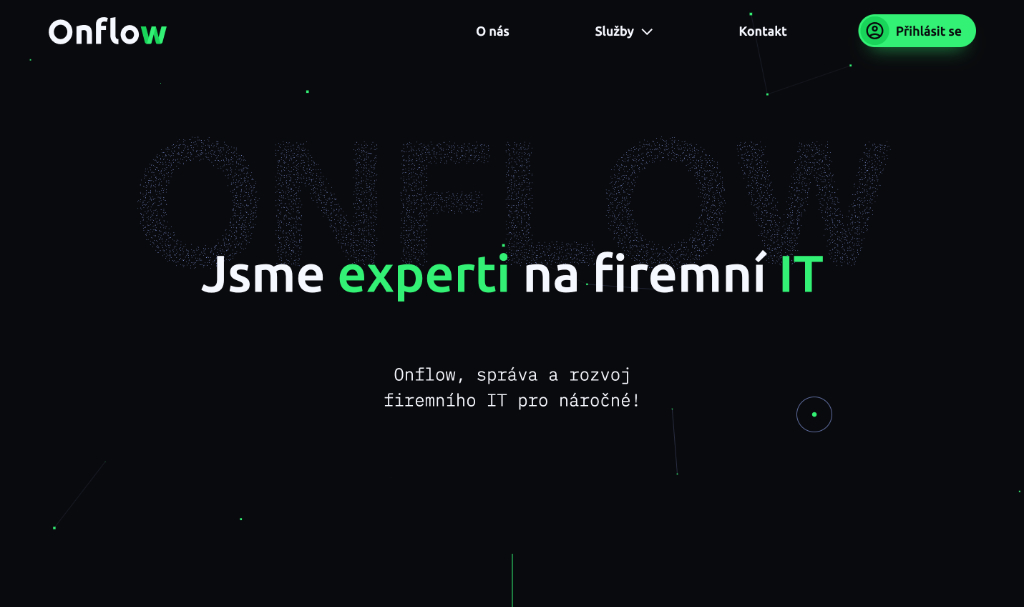 Onflow
O nás
Služby
Kontakt
Přihlásit se
ONFLOW
Jsme experti na firemní IT
Onflow, správa a rozvoj
firemního IT pro náročné!